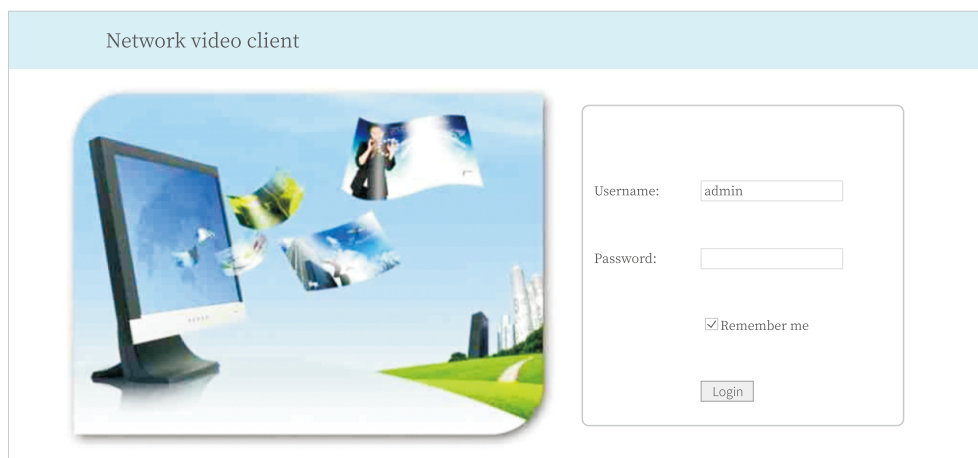 Network video client
Username: admin
Password:
Remember me
Login